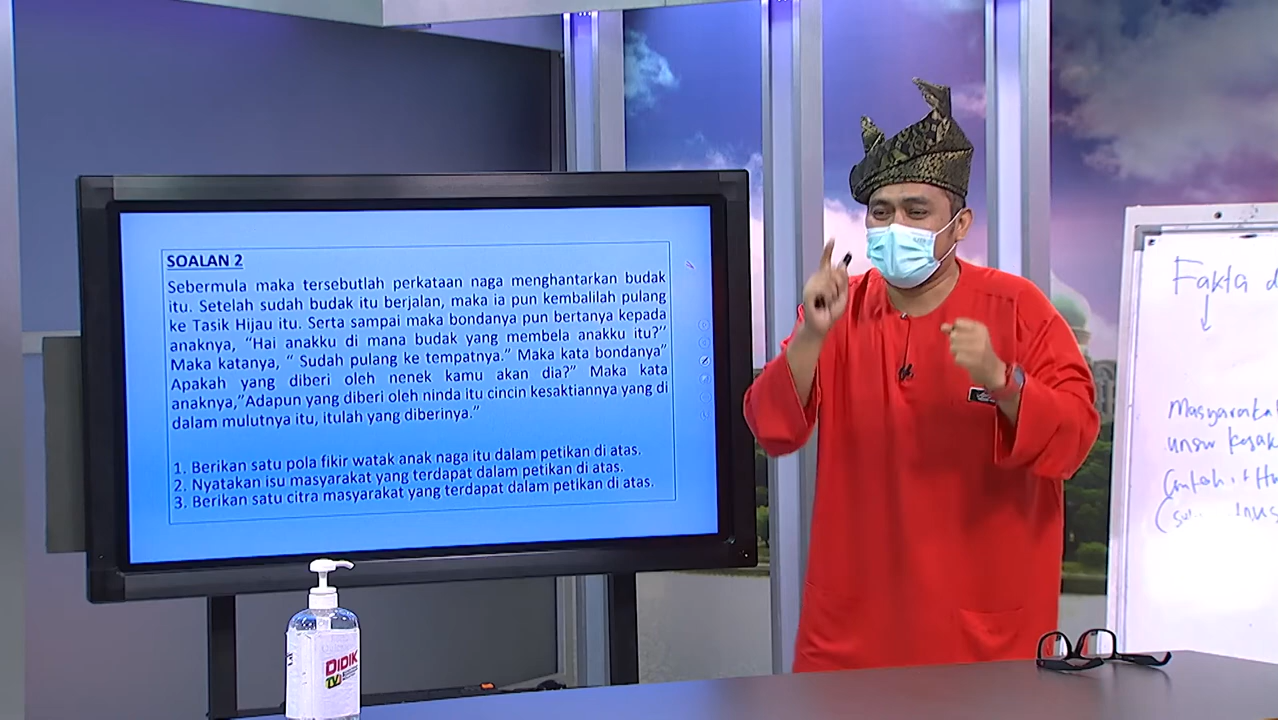 SOALAN 2
Sebermula maka tersebutlah perkataan naga menghantarkan budak
itu. Setelah sudah budak itu berjalan, maka ia pun kembalilah pulang
ke Tasik Hijau itu. Serta sampai maka bondanya pun bertanya kepada
anaknya, "Hai anakku di mana budak yang membela anakku itu?"
Maka katanya, " Sudah pulang ke tempatnya." Maka kata bondanya"
Apakah yang diberi oleh nenek kamu akan dia?" Maka kata
anaknya,"Adapun yang diberi oleh ninda itu cincin kesaktiannya yang di
dalam mulutnya itu, itulah yang diberinya."
1. Berikan satu pola fikir watak anak naga itu dalam petikan di atas.
2. Nyatakan isu masyarakat yang terdapat dalam petikan di atas.
3. Berikan satu citra masyarakat yang terdapat dalam petikan di atas.
Fakta d
Masyarakat
unsur
DIDIK
TV